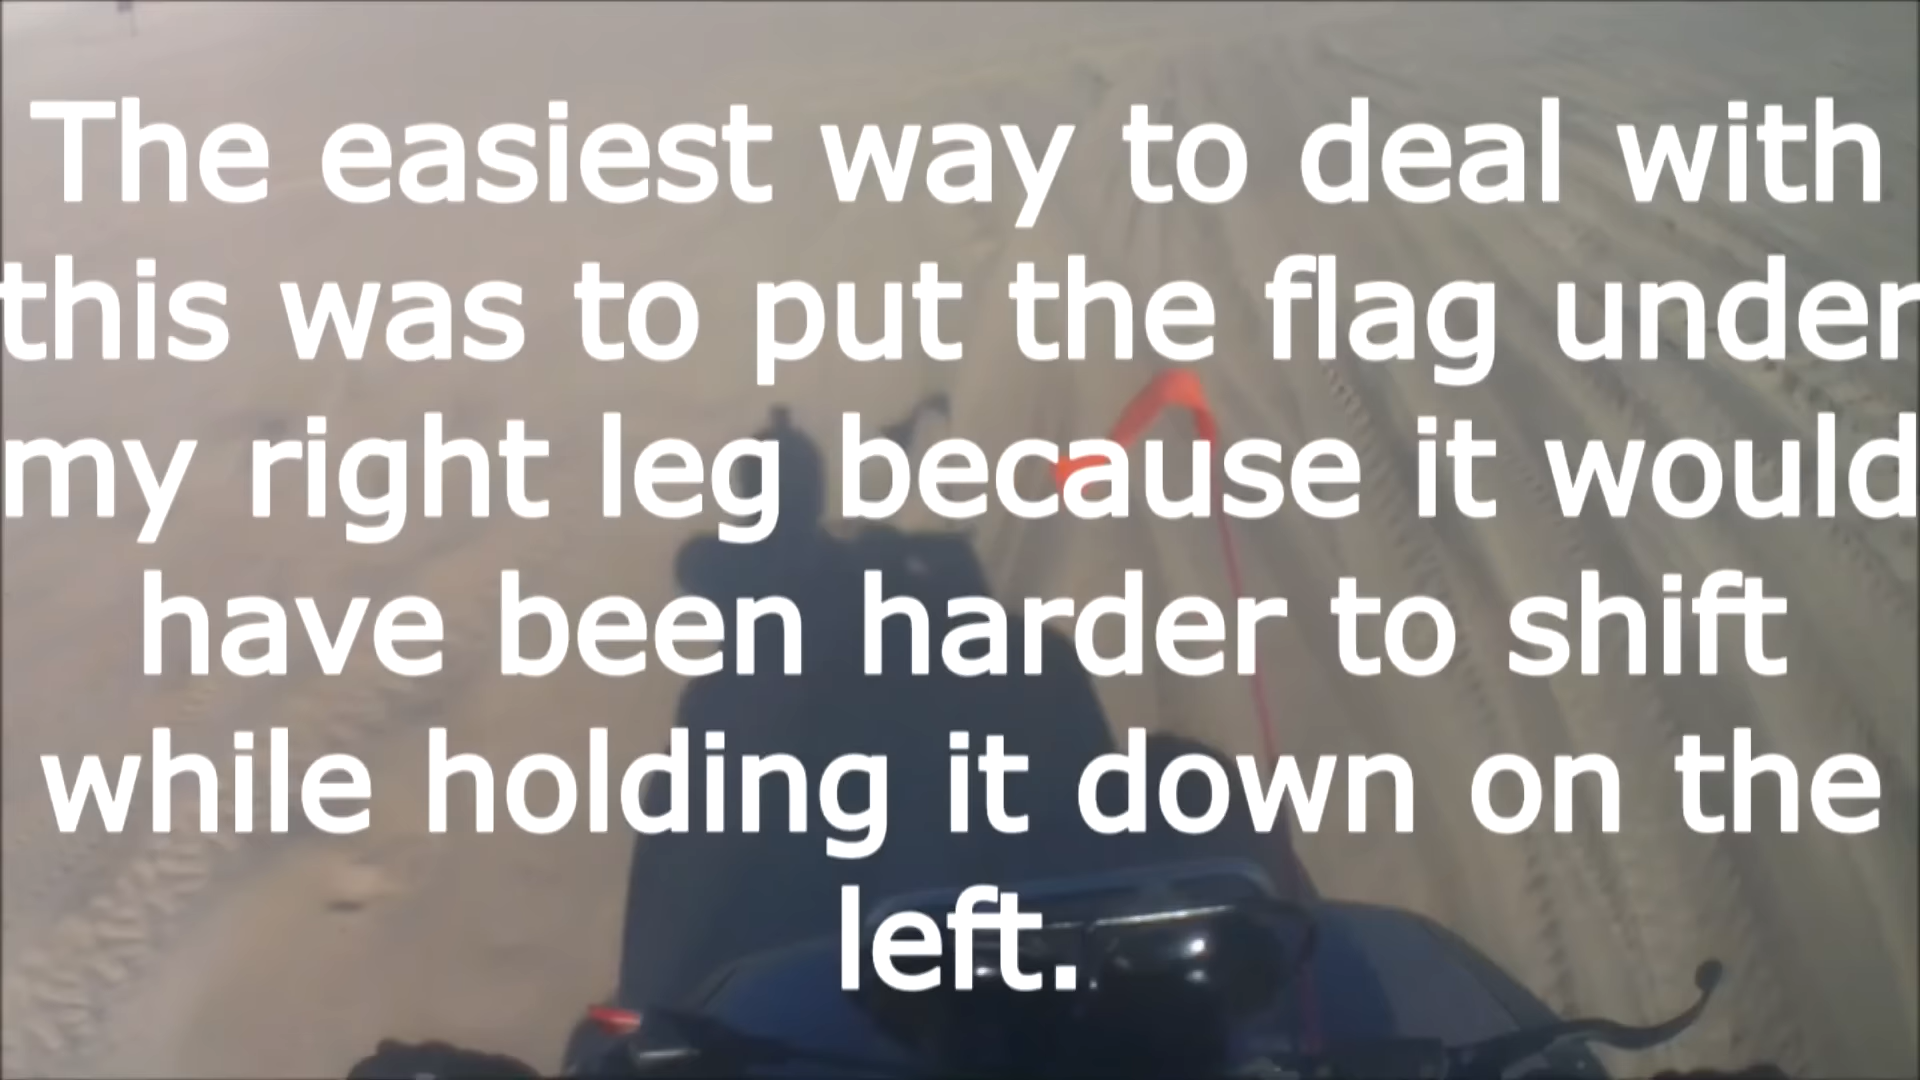 The easiest way to deal with
this was to put the flag under
my right leg because it would
have been harder to shift
while holding it down on the
left.